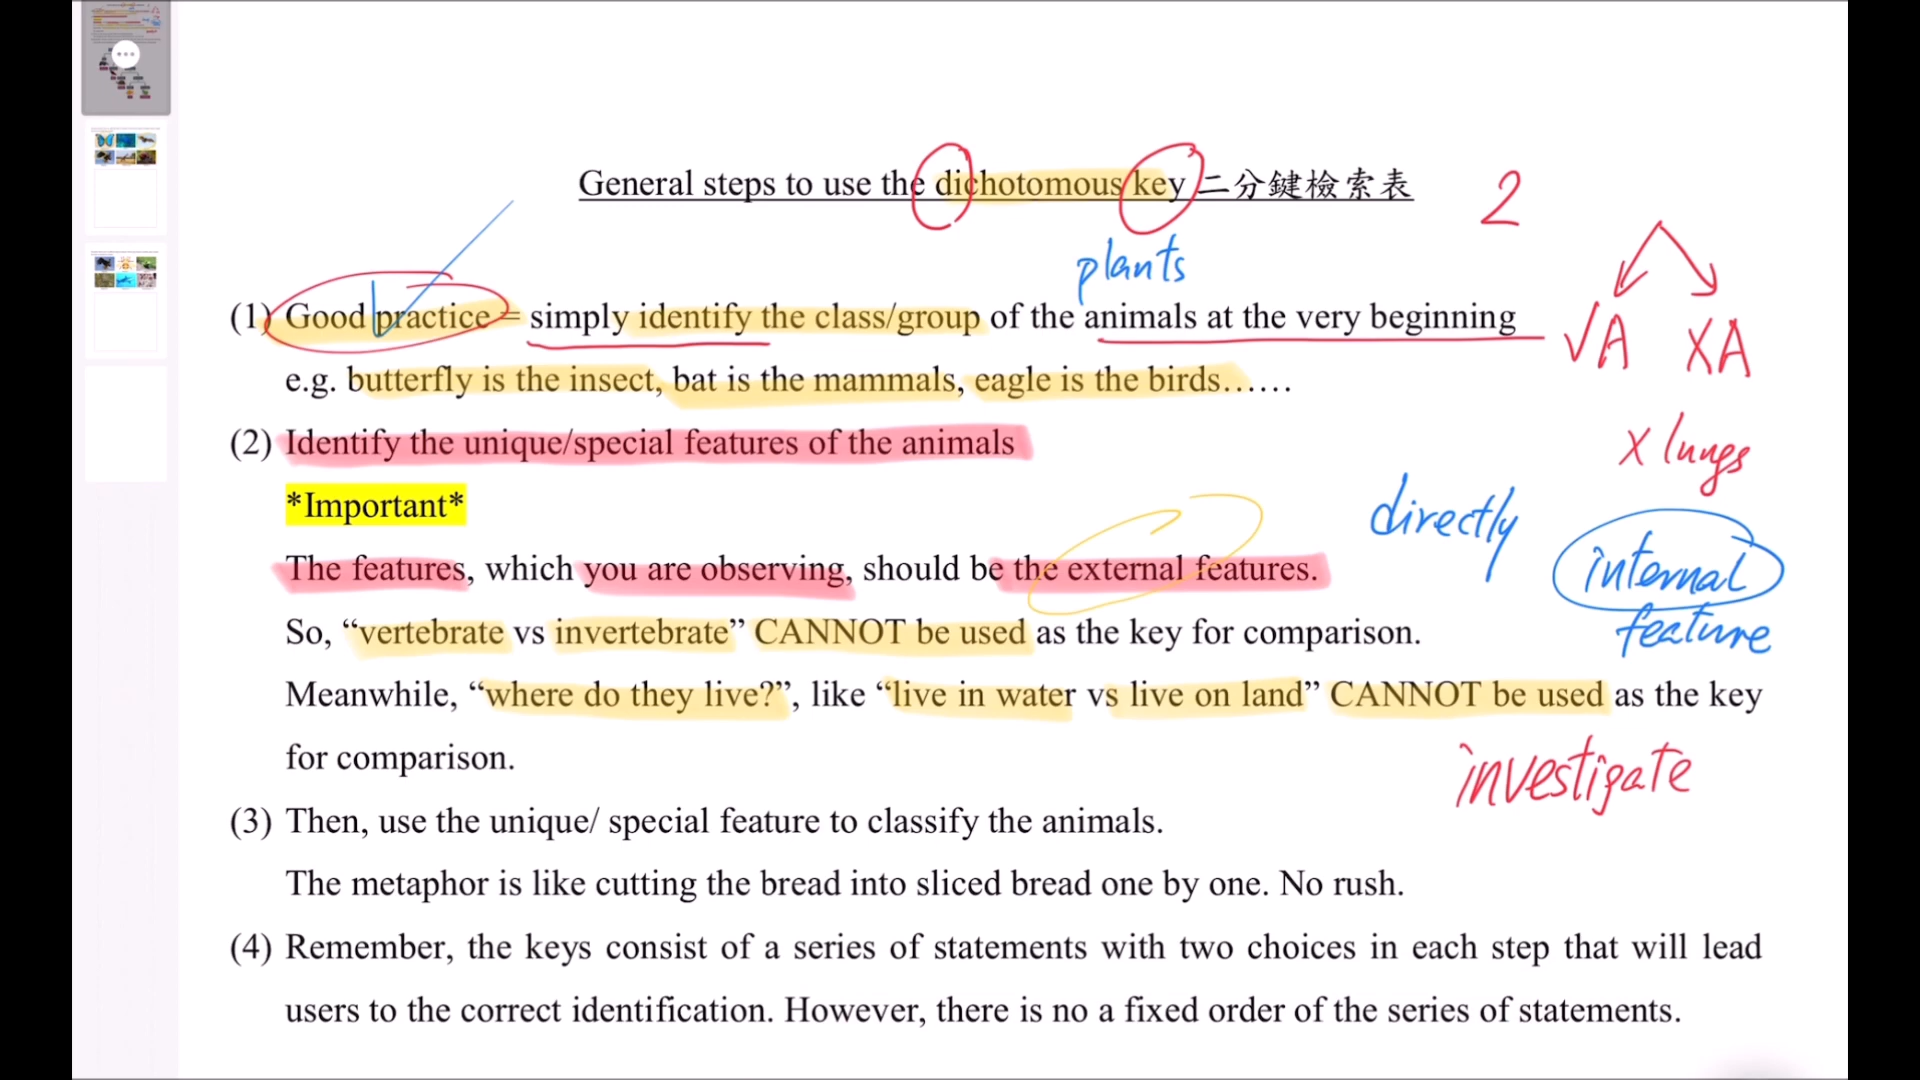 General steps to use the dichotomous key 二分鍵檢索表
2
plants
(1) Good practice = simply identify the class/group of the animals at the very beginning
√A XA
e.g. butterfly is the insect, bat is the mammals, eagle is the birds……
(2) Identify the unique/special features of the animals
X lungs
*Important*
directly
The features, which you are observing, should be the external features.
internal
feature
So, “vertebrate vs invertebrate” CANNOT be used as the key for comparison.
Meanwhile, “where do they live?”, like “live in water vs live on land” CANNOT be used as the key
for comparison.
investigate
(3) Then, use the unique/ special feature to classify the animals.
The metaphor is like cutting the bread into sliced bread one by one. No rush.
(4) Remember, the keys consist of a series of statements with two choices in each step that will lead
users to the correct identification. However, there is no a fixed order of the series of statements.